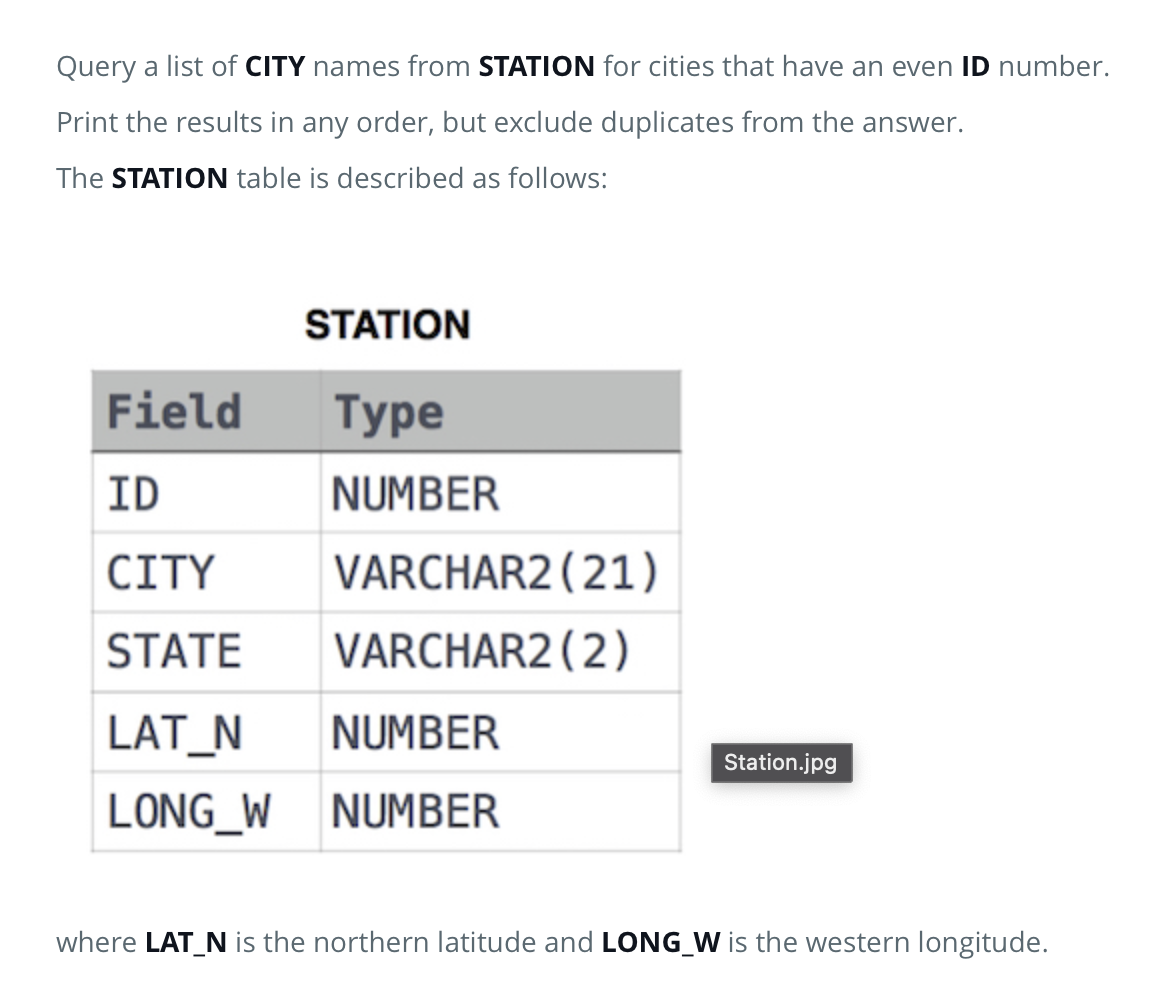 Query a list of CITY names from STATION for cities that have an even ID number.
Print the results in any order, but exclude duplicates from the answer.
The STATION table is described as follows:
STATION
Field Type
ID NUMBER
CITY VARCHAR2(21)
STATE VARCHAR2(2)
LAT_N NUMBER
Station.jpg
LONG_W NUMBER
where LAT_N is the northern latitude and LONG_W is the western longitude.